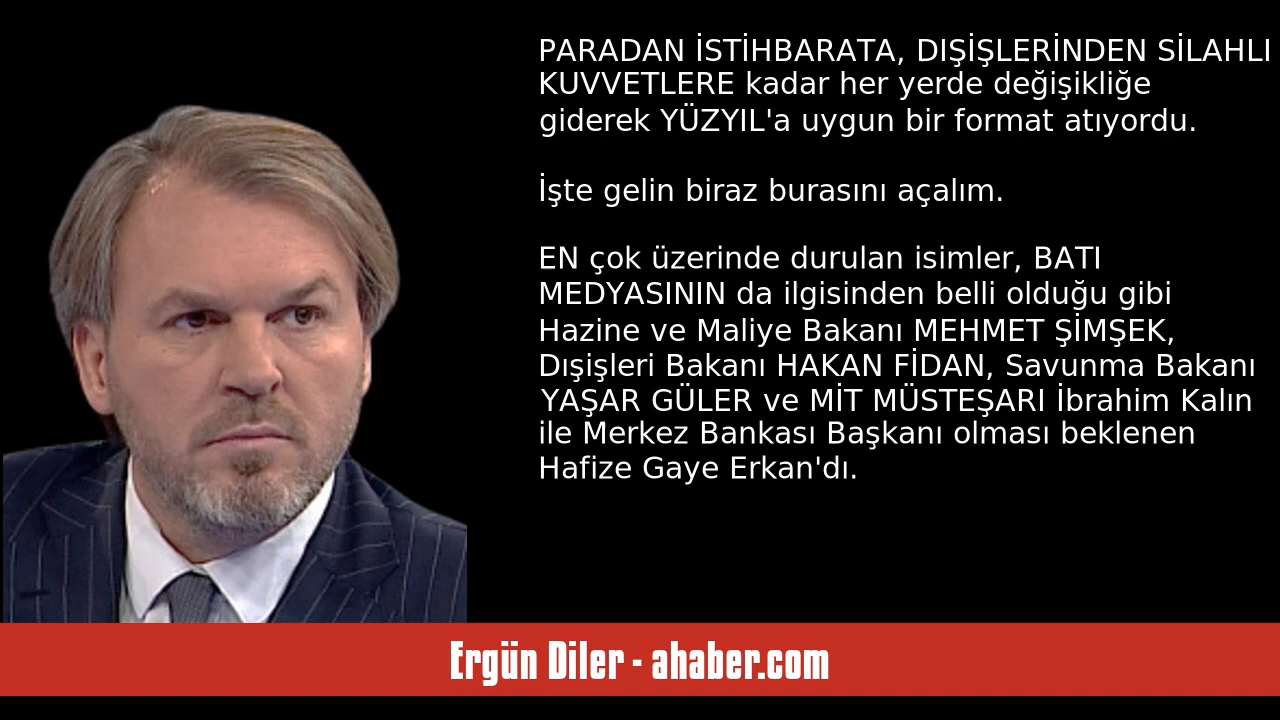 PARADAN İSTİHBARATA, DIŞİŞLERİNDEN SİLAHLI
KUVVETLERE kadar her yerde değişikliğe
giderek YÜZYIL'a uygun bir format atıyordu.
İşte gelin biraz burasını açalım.
EN çok üzerinde durulan isimler, BATI
MEDYASININ da ilgisinden belli olduğu gibi
Hazine ve Maliye Bakanı MEHMET ŞİMŞEK,
Dışişleri Bakanı HAKAN FİDAN, Savunma Bakanı
YAŞAR GÜLER ve MİT MÜSTEŞARI İbrahim Kalın
ile Merkez Bankası Başkanı olması beklenen
Hafize Gaye Erkan'dı.
Ergün Diler - ahaber.com